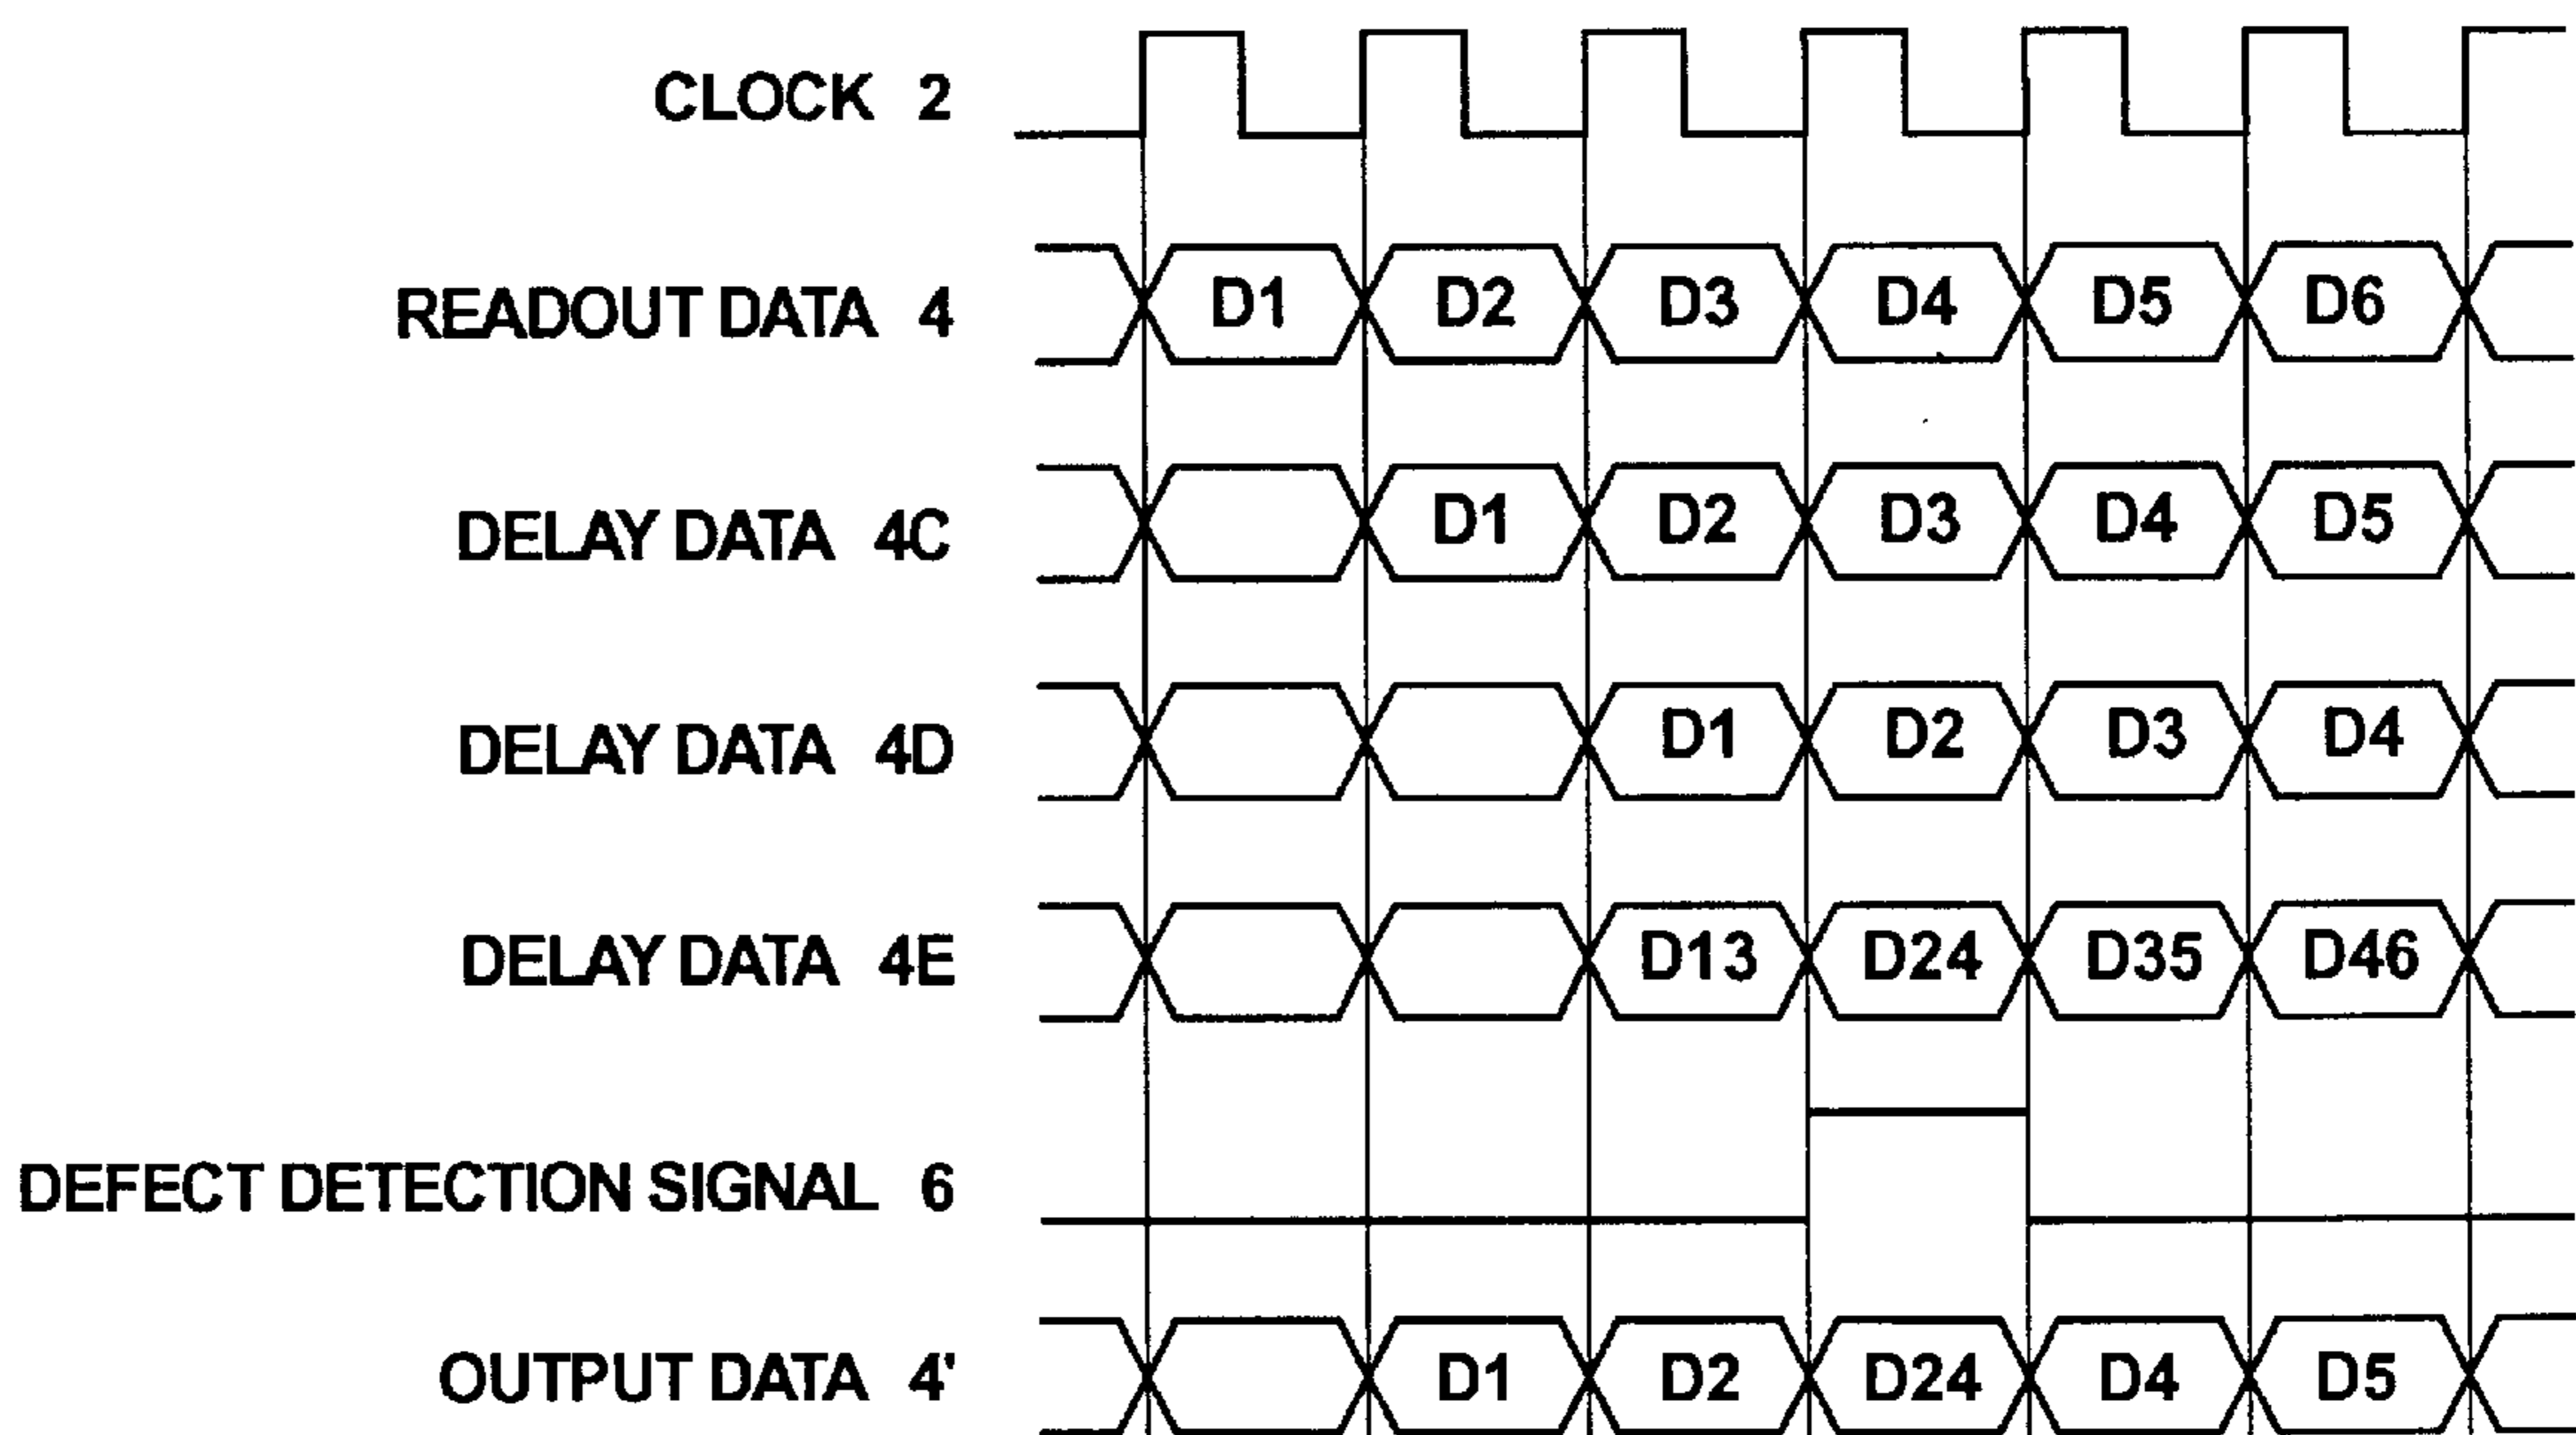 CLOCK 2
READOUT DATA 4 D1 D2 D3 D4 D5 D6
DELAY DATA 4C D1 D2 D3 D4 D5
DELAY DATA 4D D1 D2 D3 D4
DELAY DATA 4E D13 D24 D35 D46
DEFECT DETECTION SIGNAL 6
OUTPUT DATA 4' D1 D2 D24 D4 D5